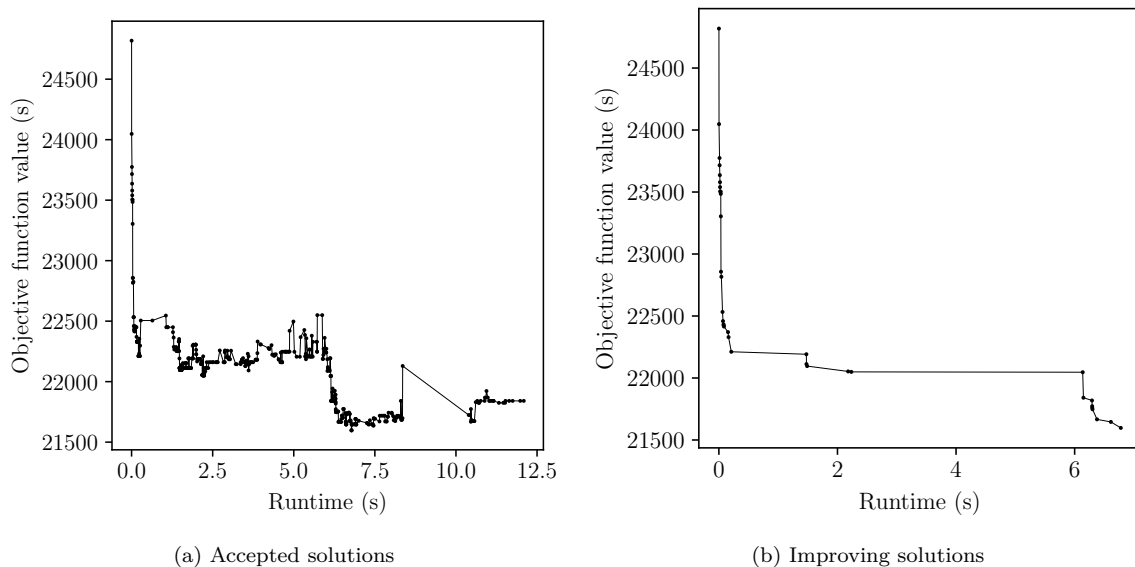 24500
24000
23500
23000
22500
22000
21500
Objective function value (s)
0.0 2.5 5.0 7.5 10.0 12.5
Runtime (s)
(a) Accepted solutions
24500
24000
23500
23000
22500
22000
21500
Objective function value (s)
0 2 4 6
Runtime (s)
(b) Improving solutions